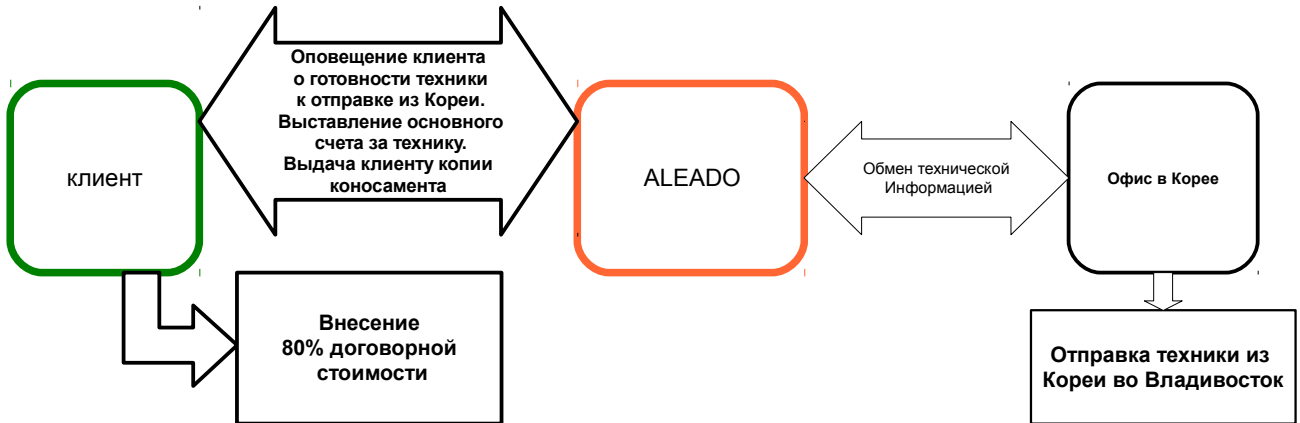 Оповещение клиента
о готовности техники
к отправке из Кореи.
Выставление основного
счета за технику.
Выдача клиенту копии
коносамента
клиент
ALEADO
Обмен технической
Информацией
Офис в Корее
Внесение
80% договорной
стоимости
Отправка техники из
Кореи во Владивосток